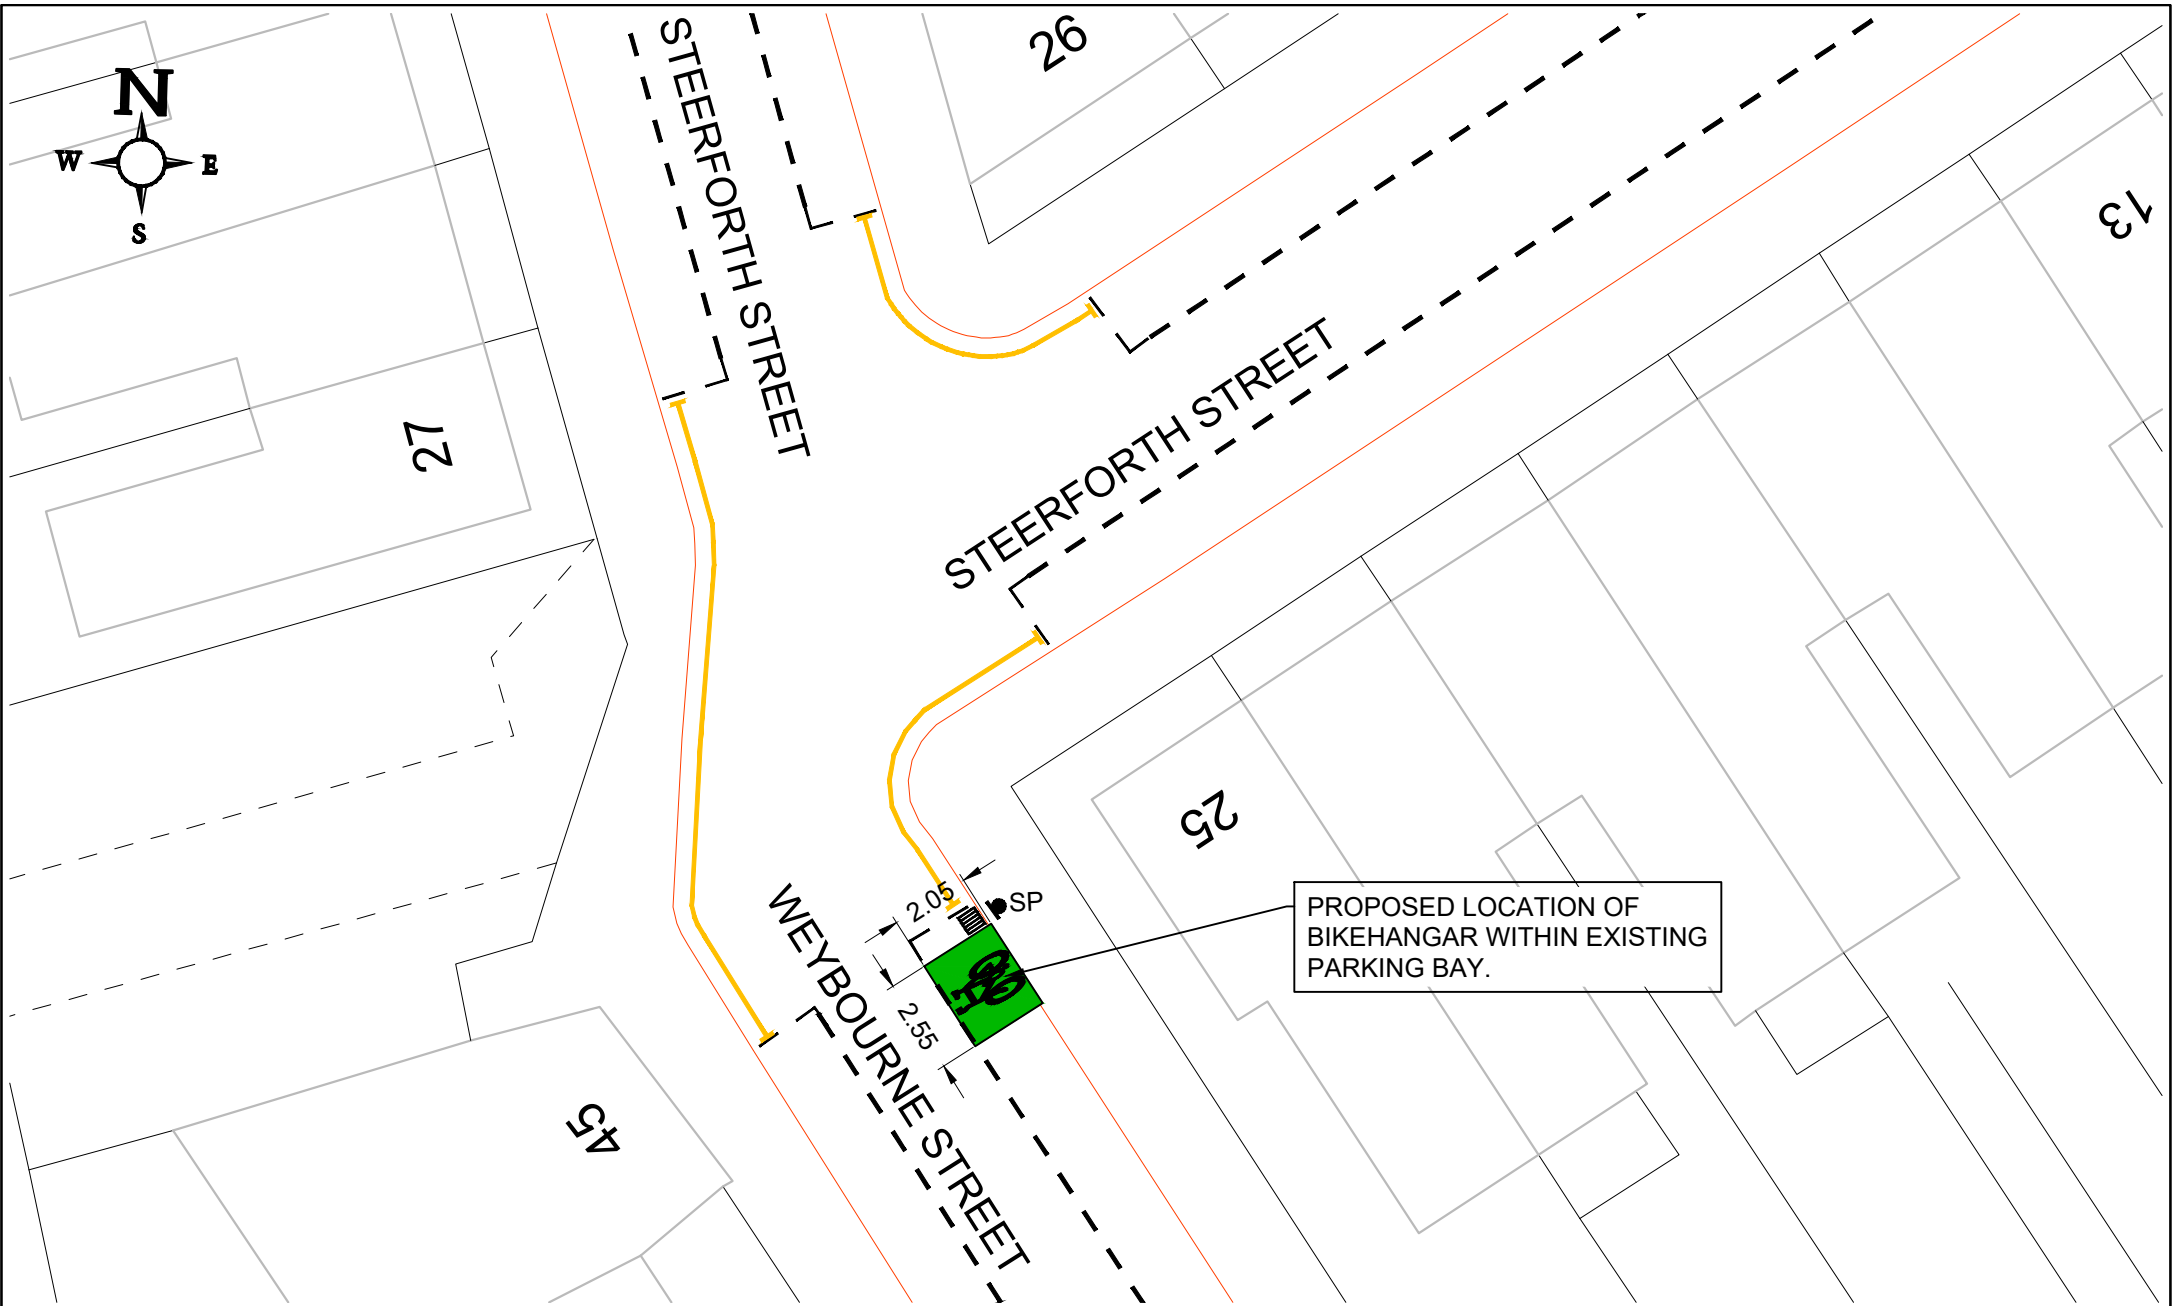 N
W
E
S
STEERFORTH STREET
26
13
27
STEERFORTH STREET
25
2.05
SP
PROPOSED LOCATION OF
BIKEHANGAR WITHIN EXISTING
PARKING BAY.
2.55
WEYBOURNE STREET
45